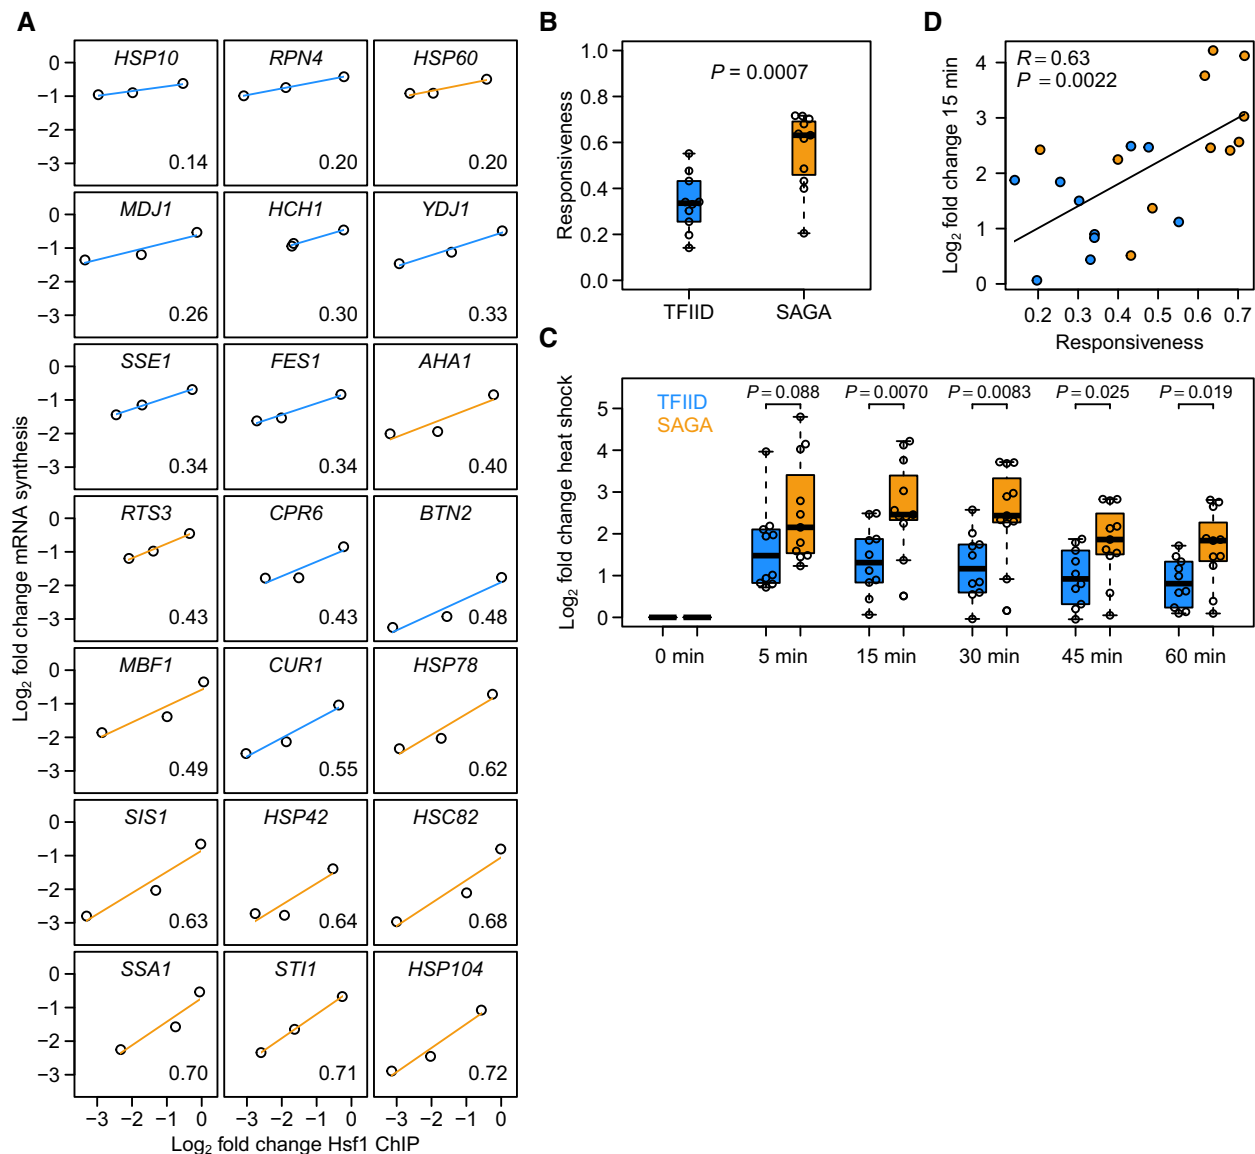 A
Log2 fold change mRNA synthesis
HSP10 RPN4 HSP60
0
−1
−2
−3
0.14 0.20 0.20
MDJ1 HCH1 YDJ1
0
−1
−2
−3
0.26 0.30 0.33
SSE1 FES1 AHA1
0
−1
−2
−3
0.34 0.34 0.40
RTS3 CPR6 BTN2
0
−1
−2
−3
0.43 0.43 0.48
MBF1 CUR1 HSP78
0
−1
−2
−3
0.49 0.55 0.62
SIS1 HSP42 HSC82
0
−1
−2
−3
0.63 0.64 0.68
SSA1 STI1 HSP104
0
−1
−2
−3
0.70 0.71 0.72
−3 −2 −1 0 −3 −2 −1 0 −3 −2 −1 0
Log2 fold change Hsf1 ChIP
B
Responsiveness
1.0
0.8
0.6
0.4
0.2
0.0
P = 0.0007
TFIID SAGA
C
Log2 fold change heat shock
5
4
3
2
1
0
TFIID
SAGA
P = 0.088 P = 0.0070 P = 0.0083 P = 0.025 P = 0.019
0 min 5 min 15 min 30 min 45 min 60 min
D
Log2 fold change 15 min
4
3
2
1
0
R = 0.63
P = 0.0022
0.2 0.3 0.4 0.5 0.6 0.7
Responsiveness